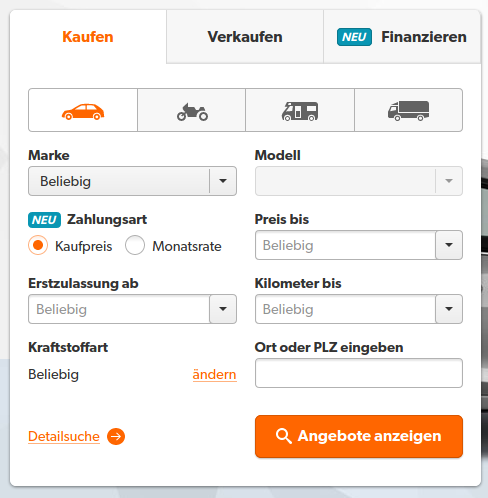 Kaufen
Verkaufen
NEU Finanzieren
Marke
Modell
Beliebig
NEU Zahlungsart
Preis bis
Kaufpreis
Monatsrate
Beliebig
Erstzulassung ab
Kilometer bis
Beliebig
Beliebig
Kraftstoffart
Ort oder PLZ eingeben
Beliebig
ändern
Detailsuche
Angebote anzeigen